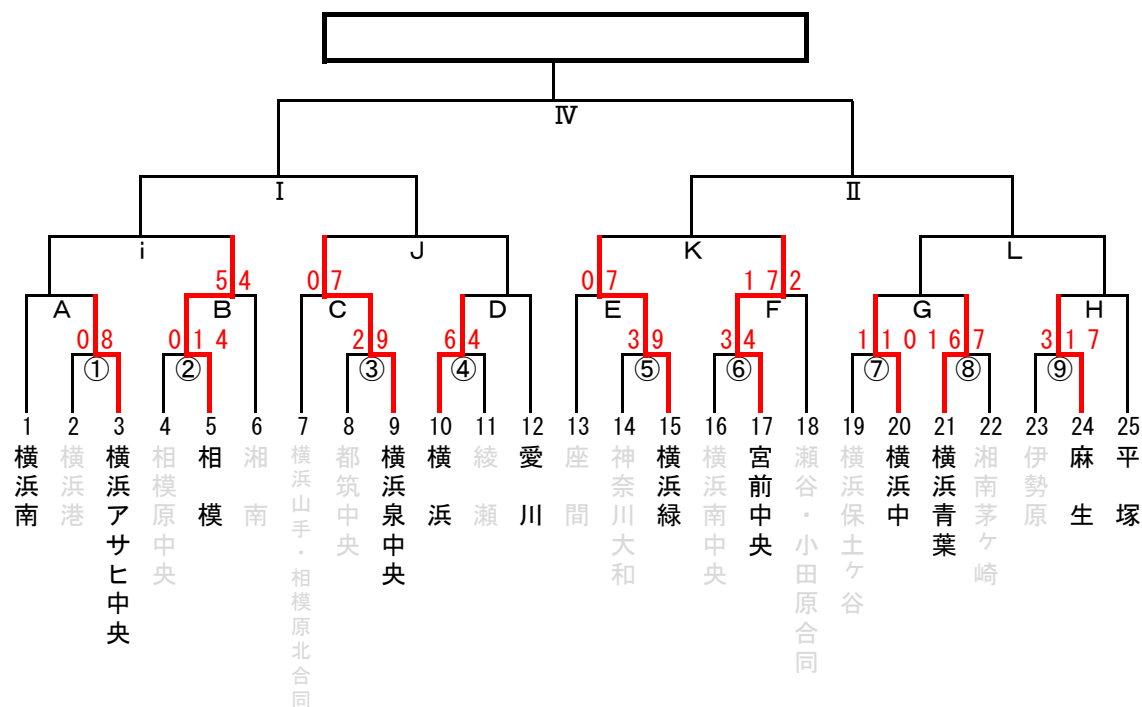 Ⅳ
Ⅰ Ⅱ
i J K L
5 4 0 7 0 7 1 7 2
A B C D E F G H
0 8 0 1 4 2 9 6 4 3 9 3 4 1 1 0 1 6 7 3 1 7
① ② ③ ④ ⑤ ⑥ ⑦ ⑧ ⑨
1 2 3 4 5 6 7 8 9 10 11 12 13 14 15 16 17 18 19 20 21 22 23 24 25
横浜南
横浜港
横浜アサヒ中央
相模原中央
相模
湘南
横浜山手・相模原北合同
都筑中央
横浜泉中央
横浜
綾瀬
愛川
座間
神奈川大和
横浜緑
横浜南中央
宮前中央
瀬谷・小田原合同
横浜保土ケ谷
横浜中
横浜青葉
湘南茅ケ崎
伊勢原
麻生
平塚